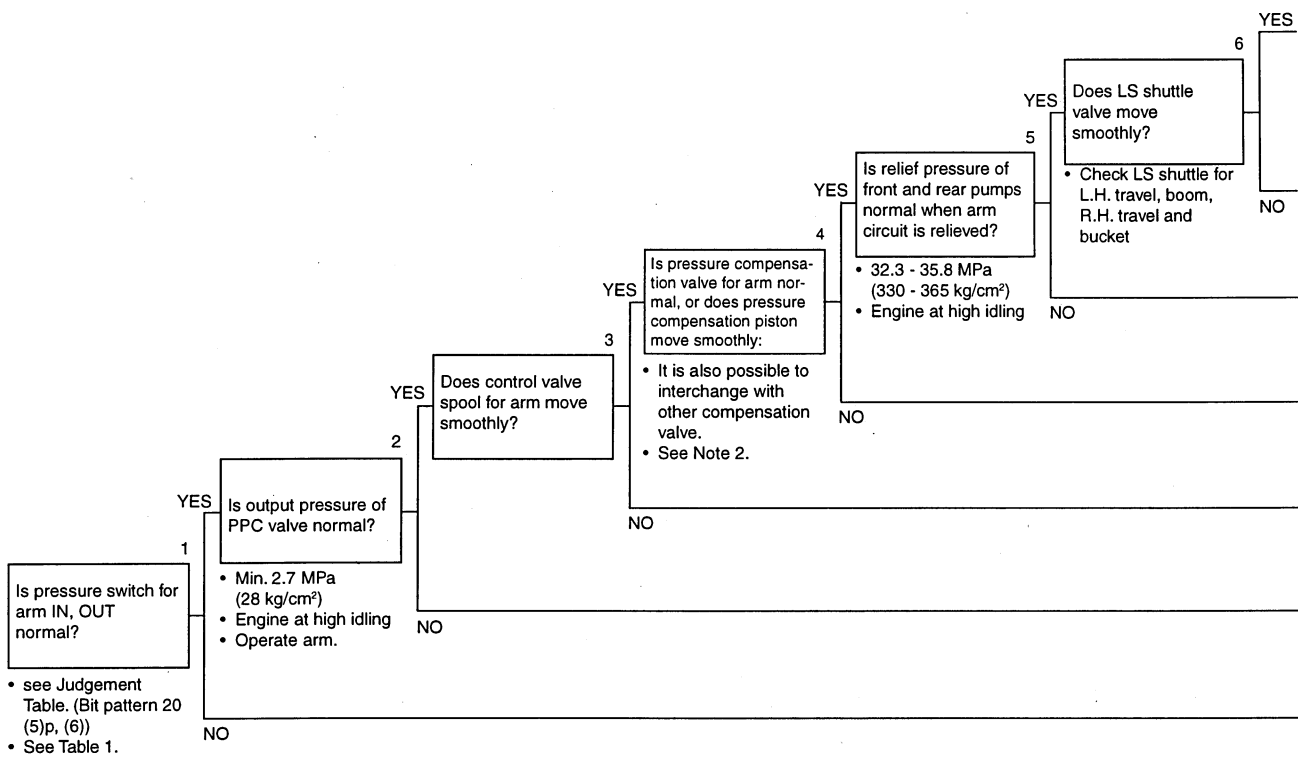 YES
6
Does LS shuttle
valve move
smoothly?
• Check LS shuttle for
L.H. travel, boom,
R.H. travel and
bucket
NO
YES
5
Is relief pressure of
front and rear pumps
normal when arm
circuit is relieved?
• 32.3 - 35.8 MPa
(330 - 365 kg/cm²)
• Engine at high idling
NO
YES
4
Is pressure compensa-
tion valve for arm nor-
mal, or does pressure
compensation piston
move smoothly:
• It is also possible to
interchange with
other compensation
valve.
• See Note 2.
NO
YES
3
Does control valve
spool for arm move
smoothly?
NO
YES
2
Is output pressure of
PPC valve normal?
• Min. 2.7 MPa
(28 kg/cm²)
• Engine at high idling
• Operate arm.
NO
YES
1
Is pressure switch for
arm IN, OUT
normal?
• see Judgement
Table. (Bit pattern 20
(5)p, (6))
• See Table 1.
NO